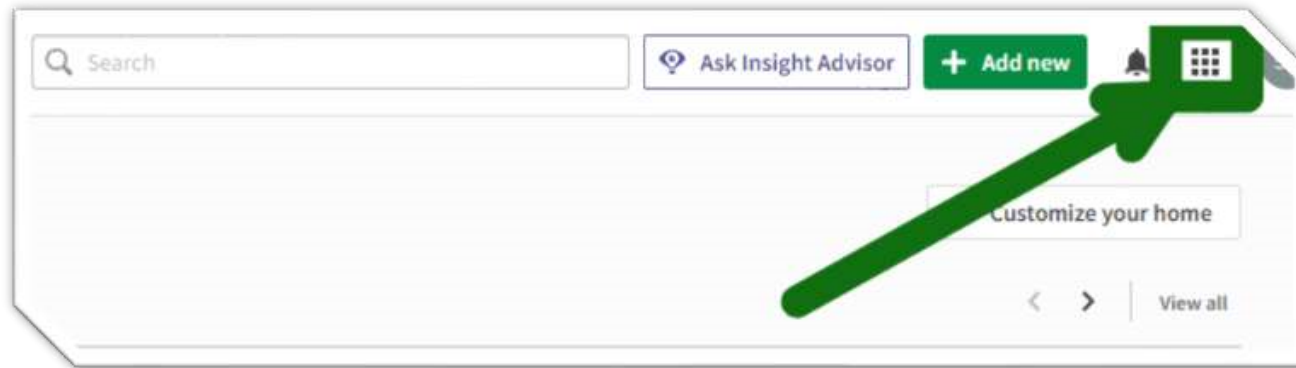 Search
Ask Insight Advisor
Add new
Customize your home
View all